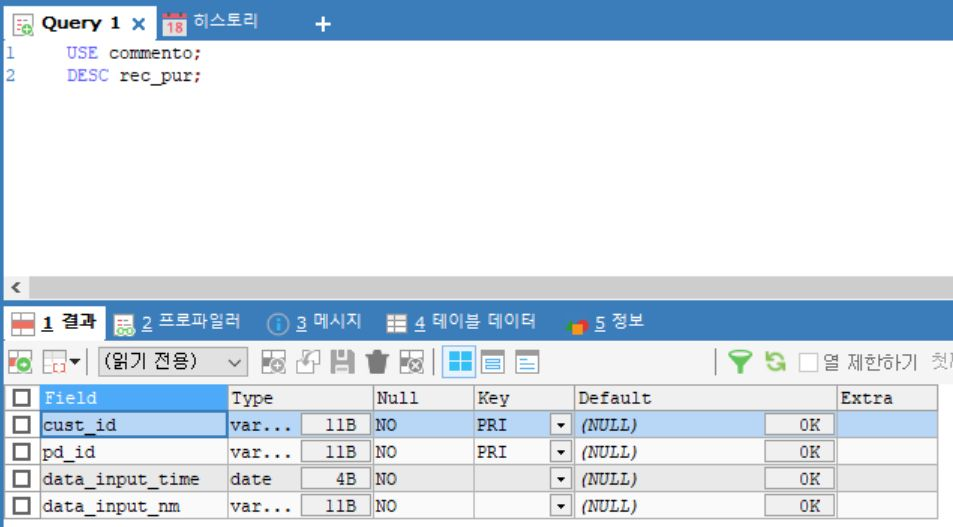 Query 1
히스토리
1 USE commento;
2 DESC rec_pur;
1 결과 2 프로파일러 3 메시지 4 테이블 데이터 5 정보
(읽기 전용) 열 제한하기
Field Type Null Key Default Extra
cust_id var... 11B NO PRI (NULL) 0K
pd_id var... 11B NO PRI (NULL) 0K
data_input_time date 4B NO (NULL) 0K
data_input_nm var... 11B NO (NULL) 0K